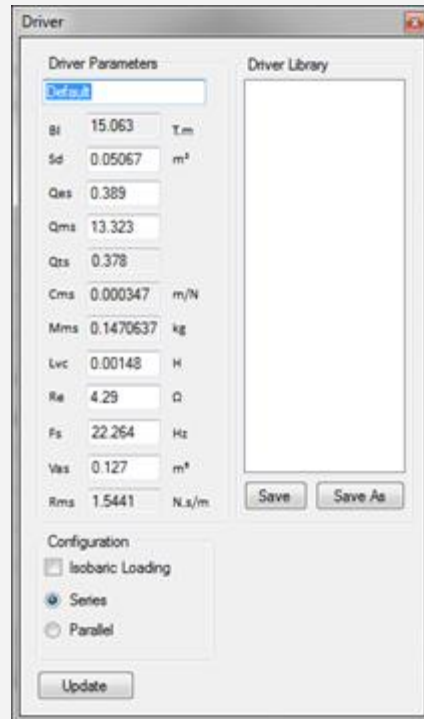 Driver
Driver Parameters
Default
Bl 15.063 T.m
Sd 0.05067 m²
Qes 0.389
Qms 13.323
Qts 0.378
Cms 0.000347 m/N
Mms 0.1470637 kg
Lvc 0.00148 H
Re 4.29 Ω
Fs 22.264 Hz
Vas 0.127 m³
Rms 1.5441 N.s/m
Driver Library
Save
Save As
Configuration
Isobaric Loading
Series
Parallel
Update